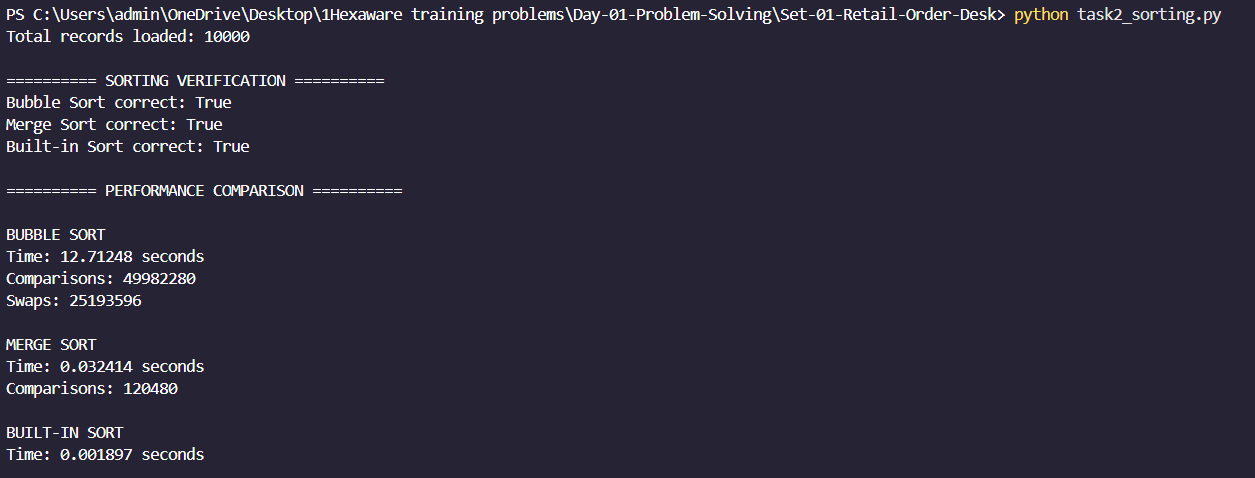 PS C:\Users\admin\OneDrive\Desktop\1Hexaware training problems\Day-01-Problem-Solving\Set-01-Retail-Order-Desk> python task2_sorting.py
Total records loaded: 10000
========== SORTING VERIFICATION ==========
Bubble Sort correct: True
Merge Sort correct: True
Built-in Sort correct: True
========== PERFORMANCE COMPARISON ==========
BUBBLE SORT
Time: 12.71248 seconds
Comparisons: 49982280
Swaps: 25193596
MERGE SORT
Time: 0.032414 seconds
Comparisons: 120480
BUILT-IN SORT
Time: 0.001897 seconds